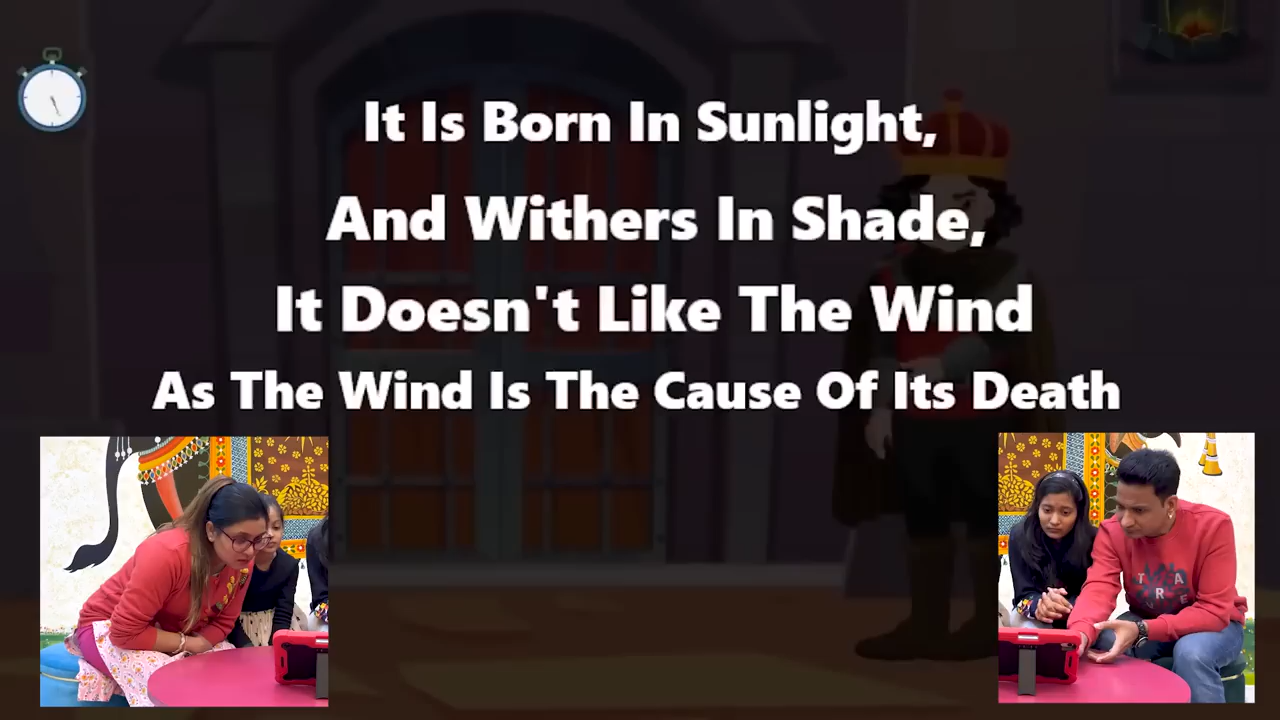 It Is Born In Sunlight,
And Withers In Shade,
It Doesn't Like The Wind
As The Wind Is The Cause Of Its Death